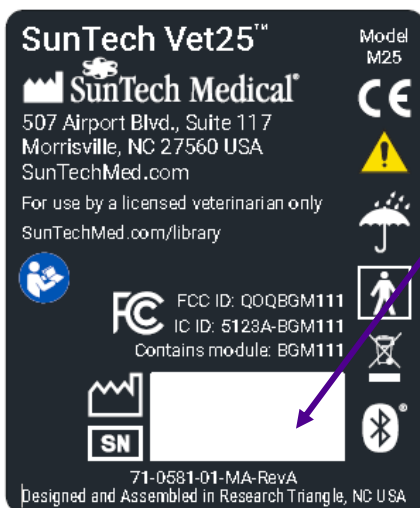 SunTech Vet25™
Model
M25
SunTech Medical®
507 Airport Blvd., Suite 117
Morrisville, NC 27560 USA
SunTechMed.com
For use by a licensed veterinarian only
SunTechMed.com/library
FCC ID: QOQBGM111
IC ID: 5123A-BGM111
Contains module: BGM111
SN
71-0581-01-MA-RevA
Designed and Assembled in Research Triangle, NC USA